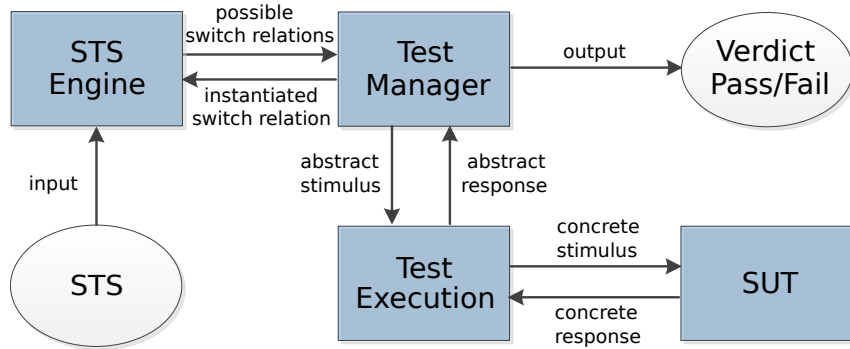 possible
switch relations
STS
Engine
instantiated
switch relation
Test
Manager
output
Verdict
Pass/Fail
input
abstract
stimulus
abstract
response
STS
Test
Execution
concrete
stimulus
concrete
response
SUT